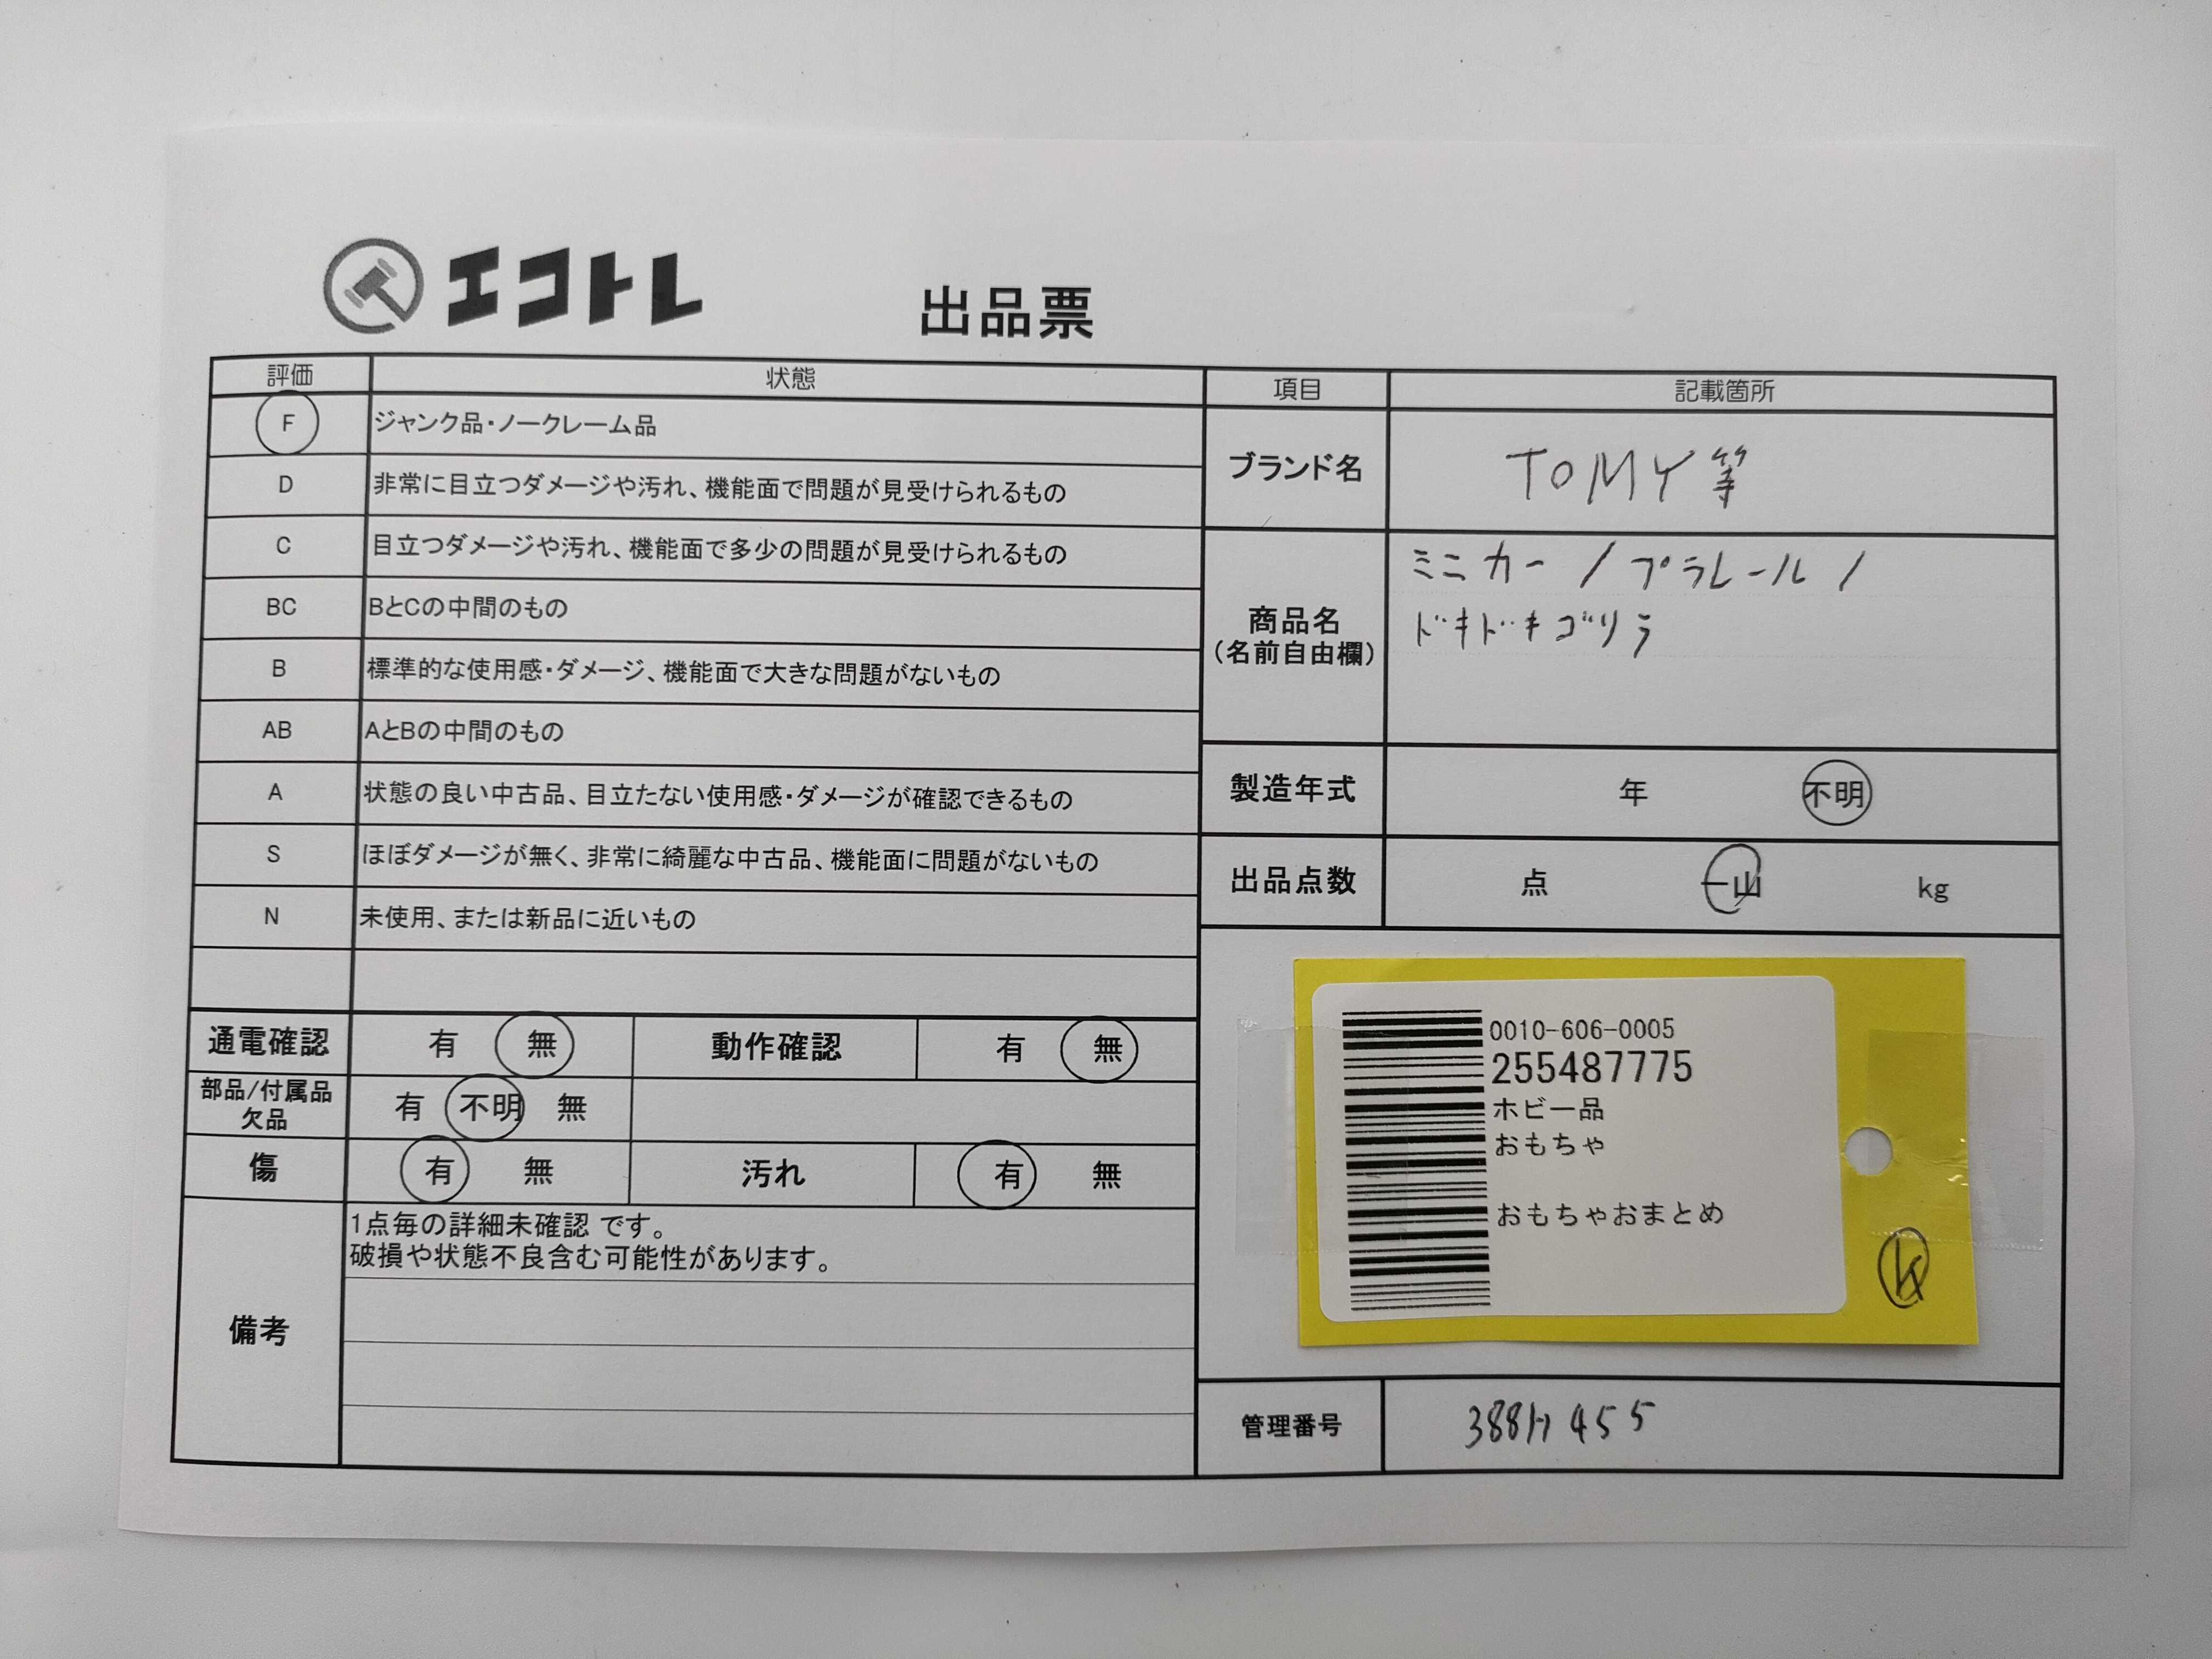 エコトレ
出品票
評価 状態
F ジャンク品・ノークレーム品
D 非常に目立つダメージや汚れ、機能面で問題が見受けられるもの
C 目立つダメージや汚れ、機能面で多少の問題が見受けられるもの
BC BとCの中間のもの
B 標準的な使用感・ダメージ、機能面で大きな問題がないもの
AB AとBの中間のもの
A 状態の良い中古品、目立たない使用感・ダメージが確認できるもの
S ほぼダメージが無く、非常に綺麗な中古品、機能面に問題がないもの
N 未使用、または新品に近いもの
通電確認 有 無 動作確認 有 無
部品/付属品
欠品 有 不明 無
傷 有 無 汚れ 有 無
備考
1点毎の詳細未確認 です。
破損や状態不良含む可能性があります。
項目 記載箇所
ブランド名 TOMY等
商品名
(名前自由欄)
ミニカー / プラレール /
ドキドキゴリラ
製造年式 年 不明
出品点数 点 一山 kg
0010-606-0005
255487775
ホビー品
おもちゃ
おもちゃおまとめ
管理番号 388H455